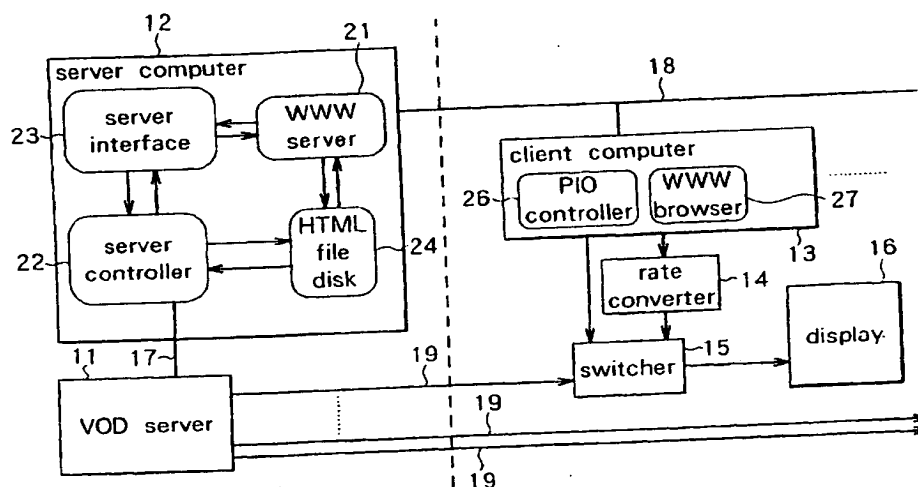 12
21
server computer
server
interface
23
WWW
server
server
controller
22
HTML
file
disk
24
17
11
VOD server
18
client computer
26
PIO
controller
WWW
browser
27
13
rate
converter
14
16
display
switcher
15
19
19
19